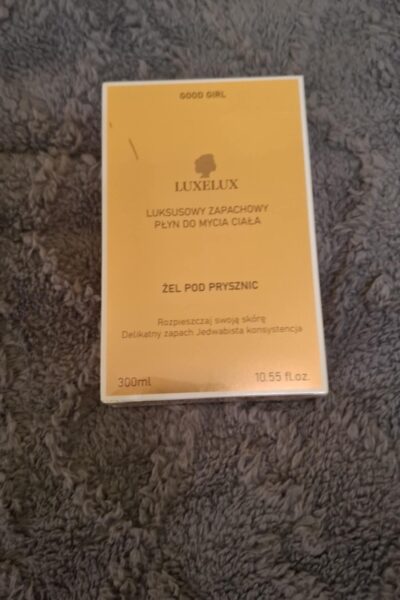 GOOD GIRL
LUXELUX
LUKSUSOWY ZAPACHOWY
PŁYN DO MYCIA CIAŁA
ŻEL POD PRYSZNIC
Rozpieszczaj swoją skórę
Delikatny zapach Jedwabista konsystencja
300ml 10.55 fl.oz.